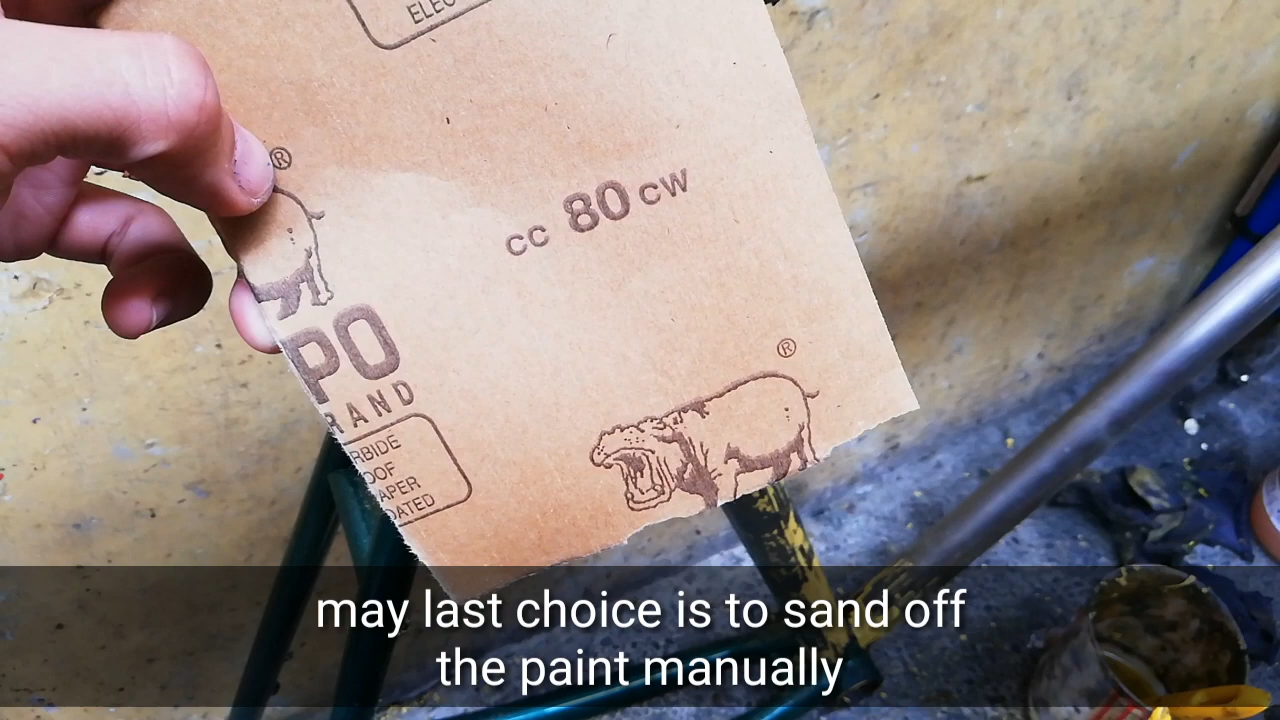 ELEC
®
cc 80 cw
PO
RAND
®
RBIDE
OOF
APER
OATED
may last choice is to sand off
the paint manually